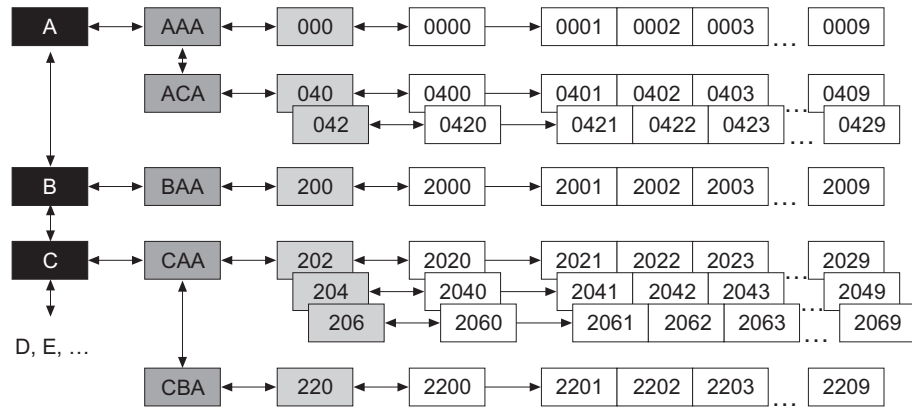 A AAA 000 0000 0001 0002 0003 … 0009
ACA 040 0400 0401 0402 0403 … 0409
042 0420 0421 0422 0423 … 0429
B BAA 200 2000 2001 2002 2003 … 2009
C CAA 202 2020 2021 2022 2023 … 2029
204 2040 2041 2042 2043 … 2049
206 2060 2061 2062 2063 … 2069
D, E, …
CBA 220 2200 2201 2202 2203 … 2209